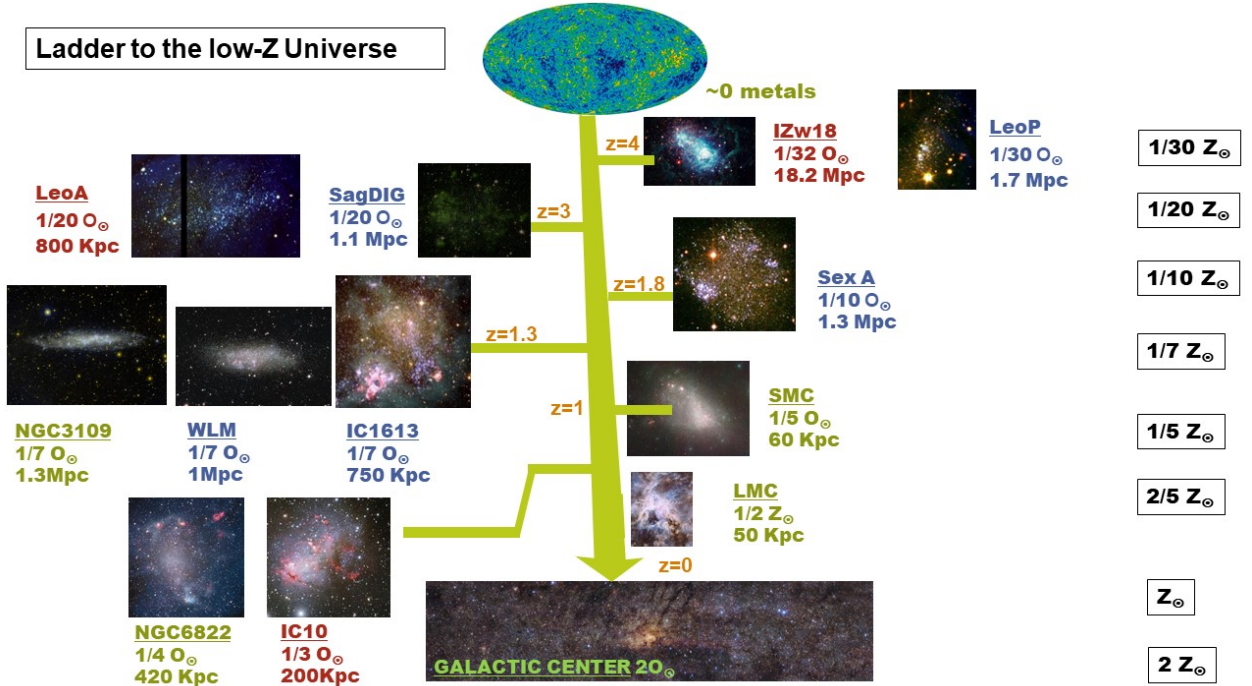 Ladder to the low-Z Universe
~0 metals
z=4
IZw18
1/32 O⊙
18.2 Mpc
LeoP
1/30 O⊙
1.7 Mpc
1/30 Z⊙
LeoA
1/20 O⊙
800 Kpc
SagDIG
1/20 O⊙
1.1 Mpc
z=3
1/20 Z⊙
z=1.8
Sex A
1/10 O⊙
1.3 Mpc
1/10 Z⊙
z=1.3
1/7 Z⊙
NGC3109
1/7 O⊙
1.3Mpc
WLM
1/7 O⊙
1Mpc
IC1613
1/7 O⊙
750 Kpc
z=1
SMC
1/5 O⊙
60 Kpc
1/5 Z⊙
LMC
1/2 Z⊙
50 Kpc
2/5 Z⊙
z=0
NGC6822
1/4 O⊙
420 Kpc
IC10
1/3 O⊙
200Kpc
GALACTIC CENTER 2O⊙
Z⊙
2 Z⊙